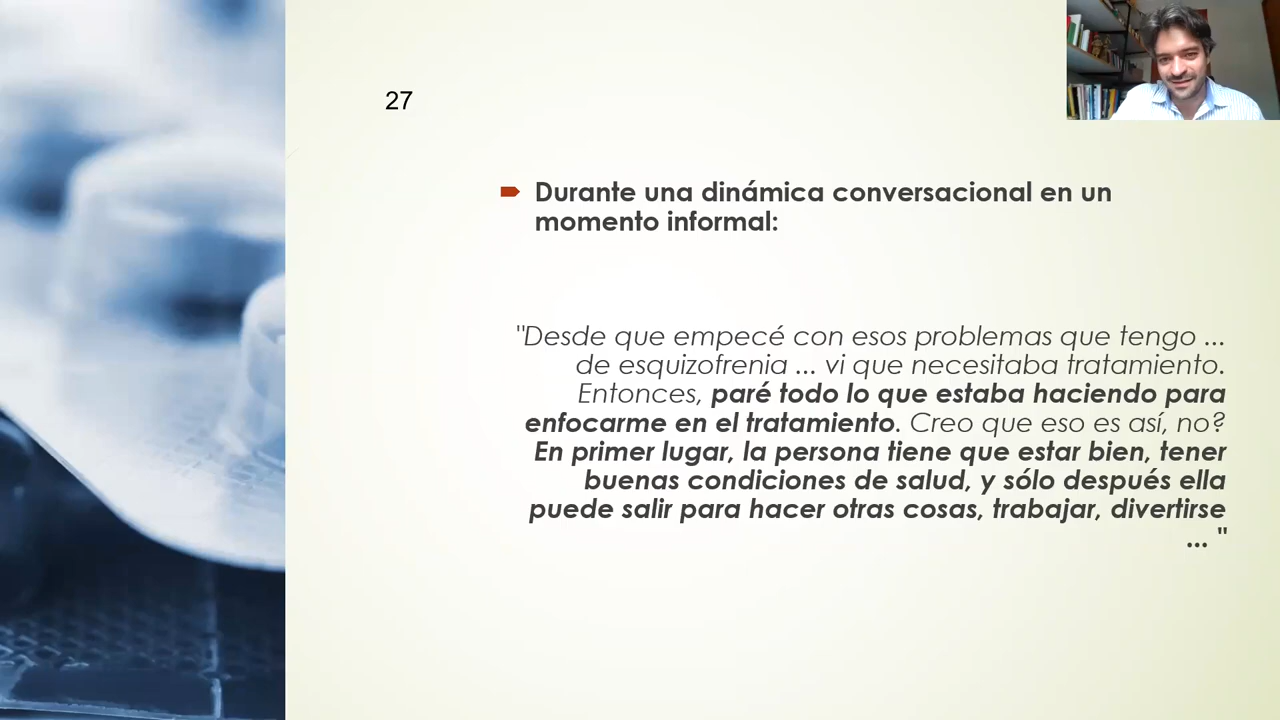 27
Durante una dinámica conversacional en un
momento informal:
"Desde que empecé con esos problemas que tengo ...
de esquizofrenia ... vi que necesitaba tratamiento.
Entonces, paré todo lo que estaba haciendo para
enfocarme en el tratamiento. Creo que eso es así, no?
En primer lugar, la persona tiene que estar bien, tener
buenas condiciones de salud, y sólo después ella
puede salir para hacer otras cosas, trabajar, divertirse
... "